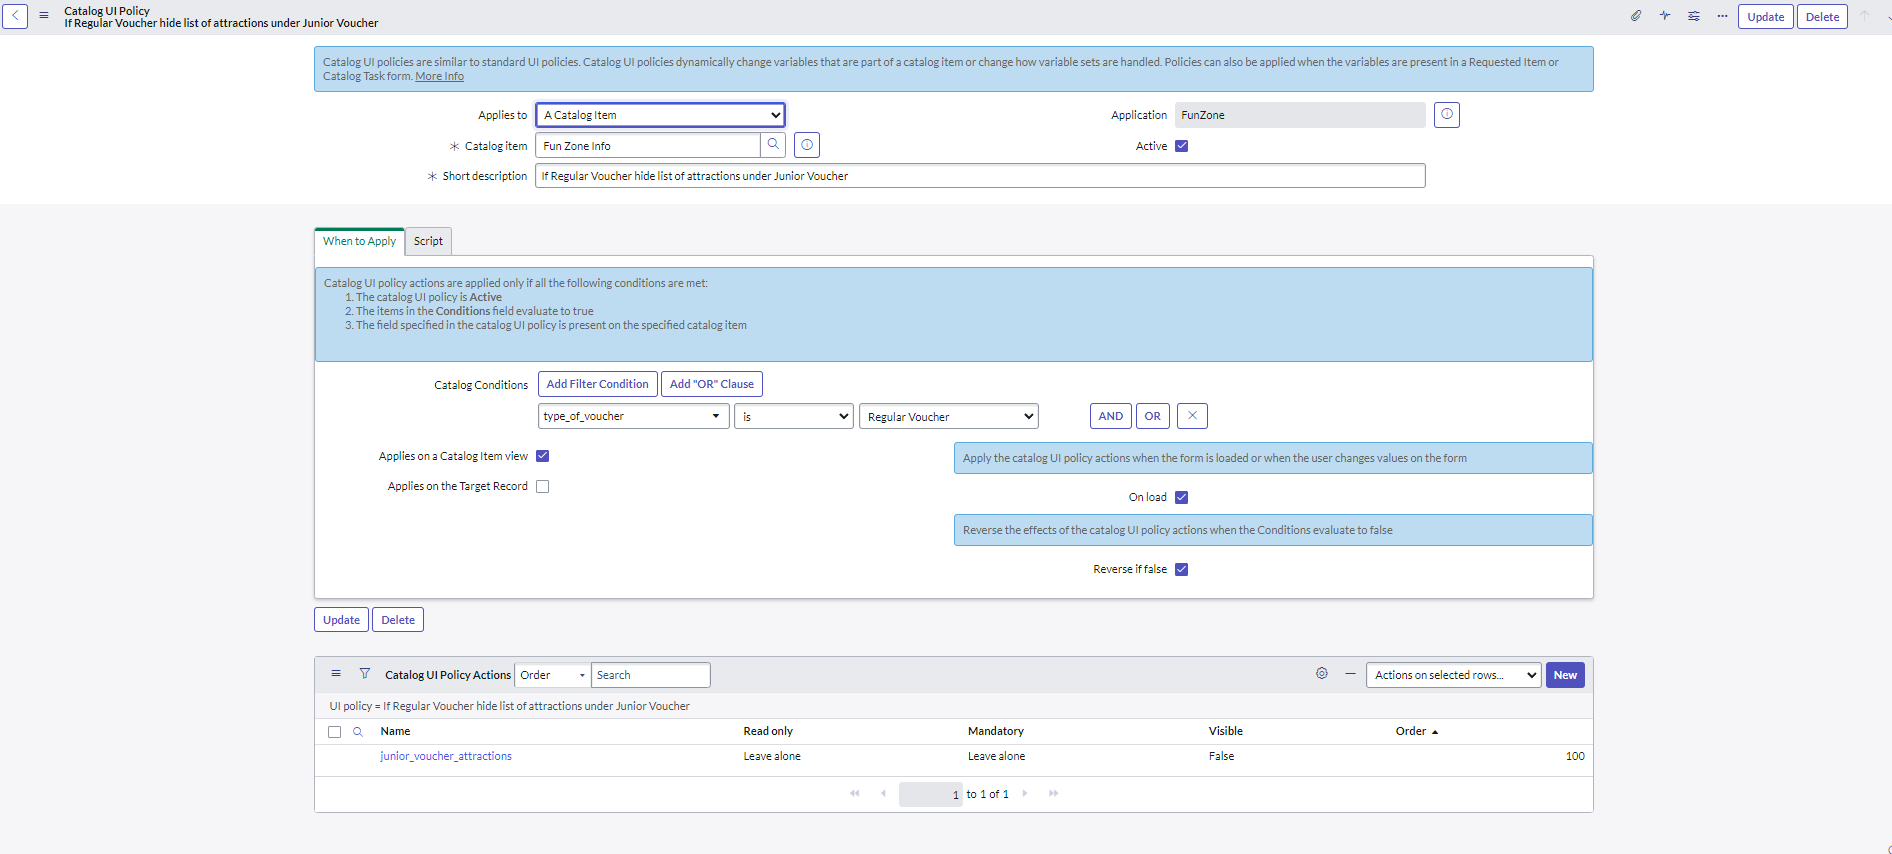 Catalog UI Policy
If Regular Voucher hide list of attractions under Junior Voucher
Update
Delete
Catalog UI policies are similar to standard UI policies. Catalog UI policies dynamically change variables that are part of a catalog item or change how variable sets are handled. Policies can also be applied when the variables are present in a Requested Item or
Catalog Task form. More Info
Applies to
A Catalog Item
Application
FunZone
Catalog item
Fun Zone Info
Active
Short description
If Regular Voucher hide list of attractions under Junior Voucher
When to Apply
Script
Catalog UI policy actions are applied only if all the following conditions are met:
1. The catalog UI policy is Active
2. The items in the Conditions field evaluate to true
3. The field specified in the catalog UI policy is present on the specified catalog item
Catalog Conditions
Add Filter Condition
Add "OR" Clause
type_of_voucher
is
Regular Voucher
AND
OR
Applies on a Catalog Item view
Apply the catalog UI policy actions when the form is loaded or when the user changes values on the form
Applies on the Target Record
On load
Reverse the effects of the catalog UI policy actions when the Conditions evaluate to false
Reverse if false
Update
Delete
Catalog UI Policy Actions
Order
Search
Actions on selected rows...
New
UI policy = If Regular Voucher hide list of attractions under Junior Voucher
Name
Read only
Mandatory
Visible
Order
junior_voucher_attractions
Leave alone
Leave alone
False
100
1 to 1 of 1